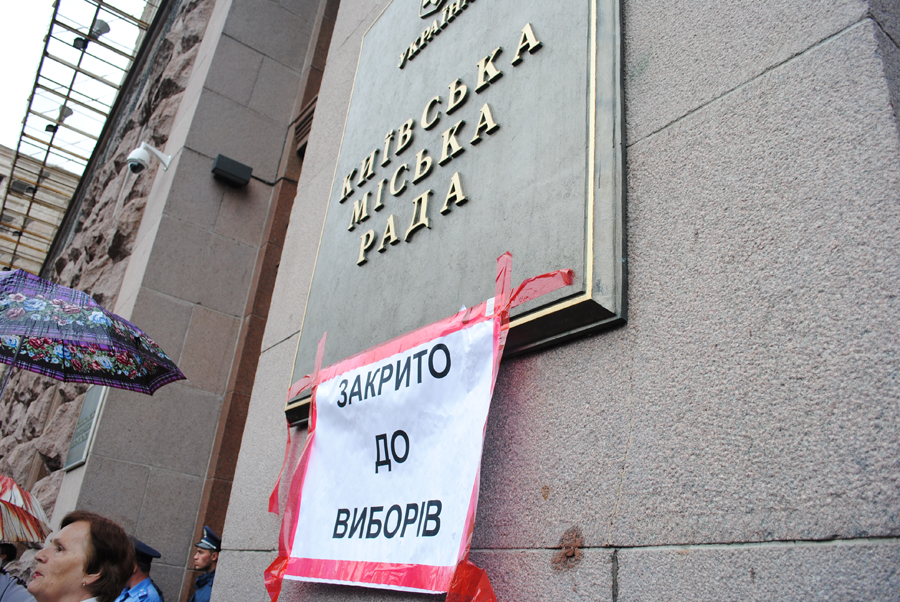 УКРАЇНА
КИЇВСЬКА
МІСЬКА
РАДА
ЗАКРИТО
ДО
ВИБОРІВ